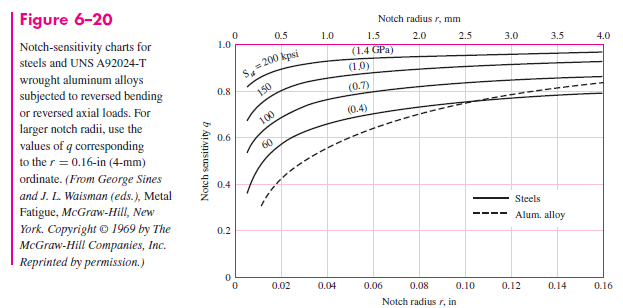 Figure 6–20
Notch-sensitivity charts for
steels and UNS A92024-T
wrought aluminum alloys
subjected to reversed bending
or reversed axial loads. For
larger notch radii, use the
values of q corresponding
to the r = 0.16-in (4-mm)
ordinate. (From George Sines
and J. L. Waisman (eds.), Metal
Fatigue, McGraw-Hill, New
York. Copyright © 1969 by The
McGraw-Hill Companies, Inc.
Reprinted by permission.)
Notch radius r, mm
0 0.5 1.0 1.5 2.0 2.5 3.0 3.5 4.0
1.0
0.8
0.6
0.4
0.2
0
Notch sensitivity q
Sut = 200 kpsi
(1.4 GPa)
150
(1.0)
100
(0.7)
60
(0.4)
Steels
Alum. alloy
0 0.02 0.04 0.06 0.08 0.10 0.12 0.14 0.16
Notch radius r, in